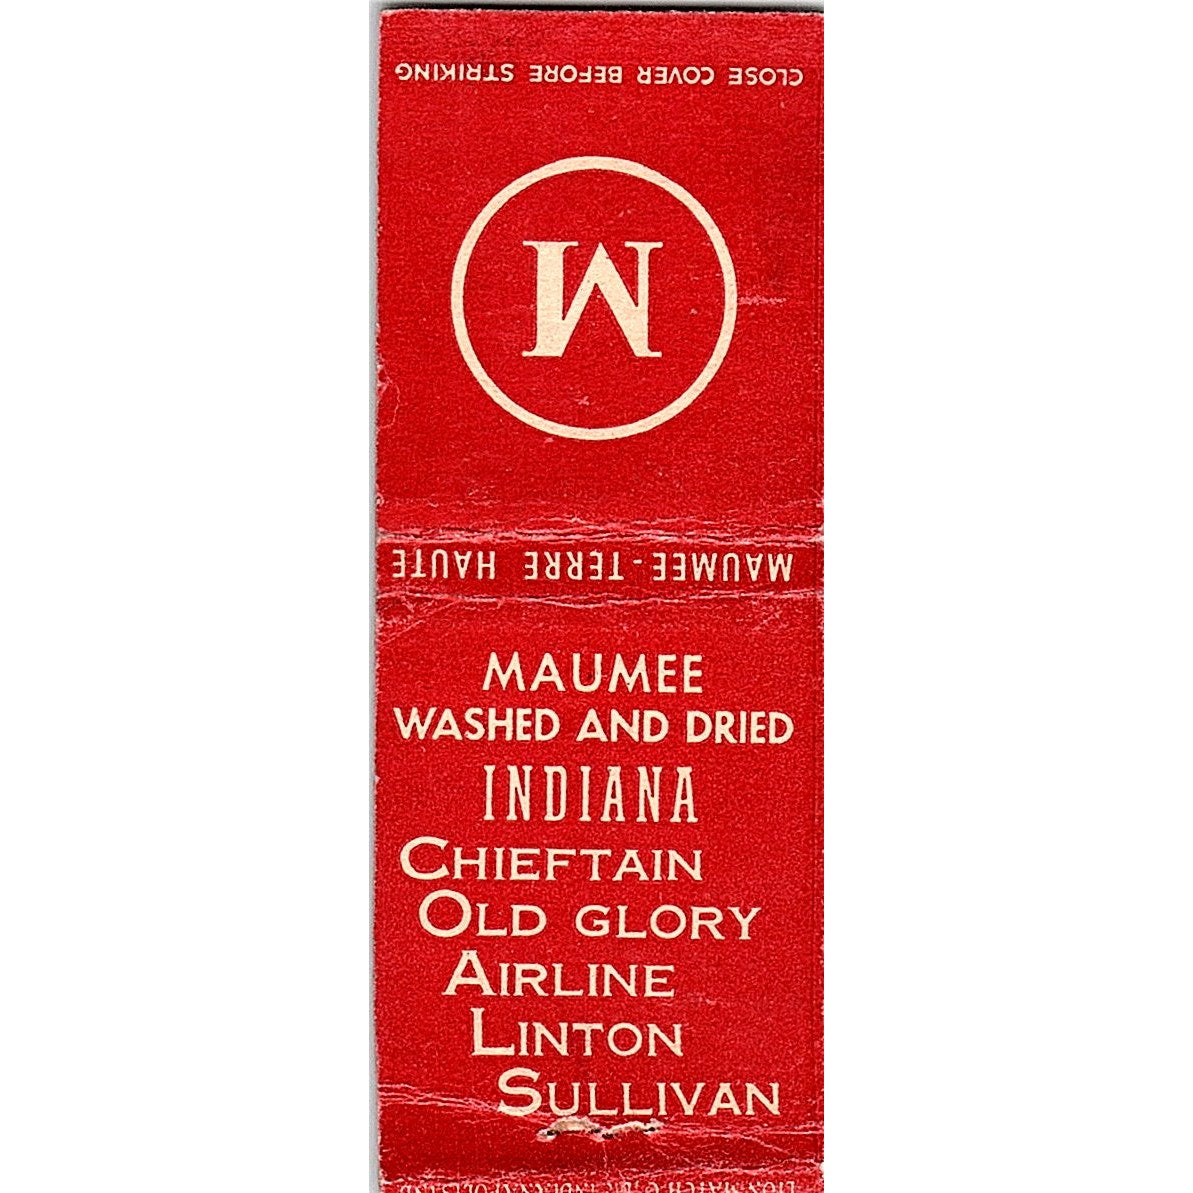 CLOSE COVER BEFORE STRIKING
M
MAUMEE - TERRE HAUTE
MAUMEE
WASHED AND DRIED
INDIANA
CHIEFTAIN
OLD GLORY
AIRLINE
LINTON
SULLIVAN